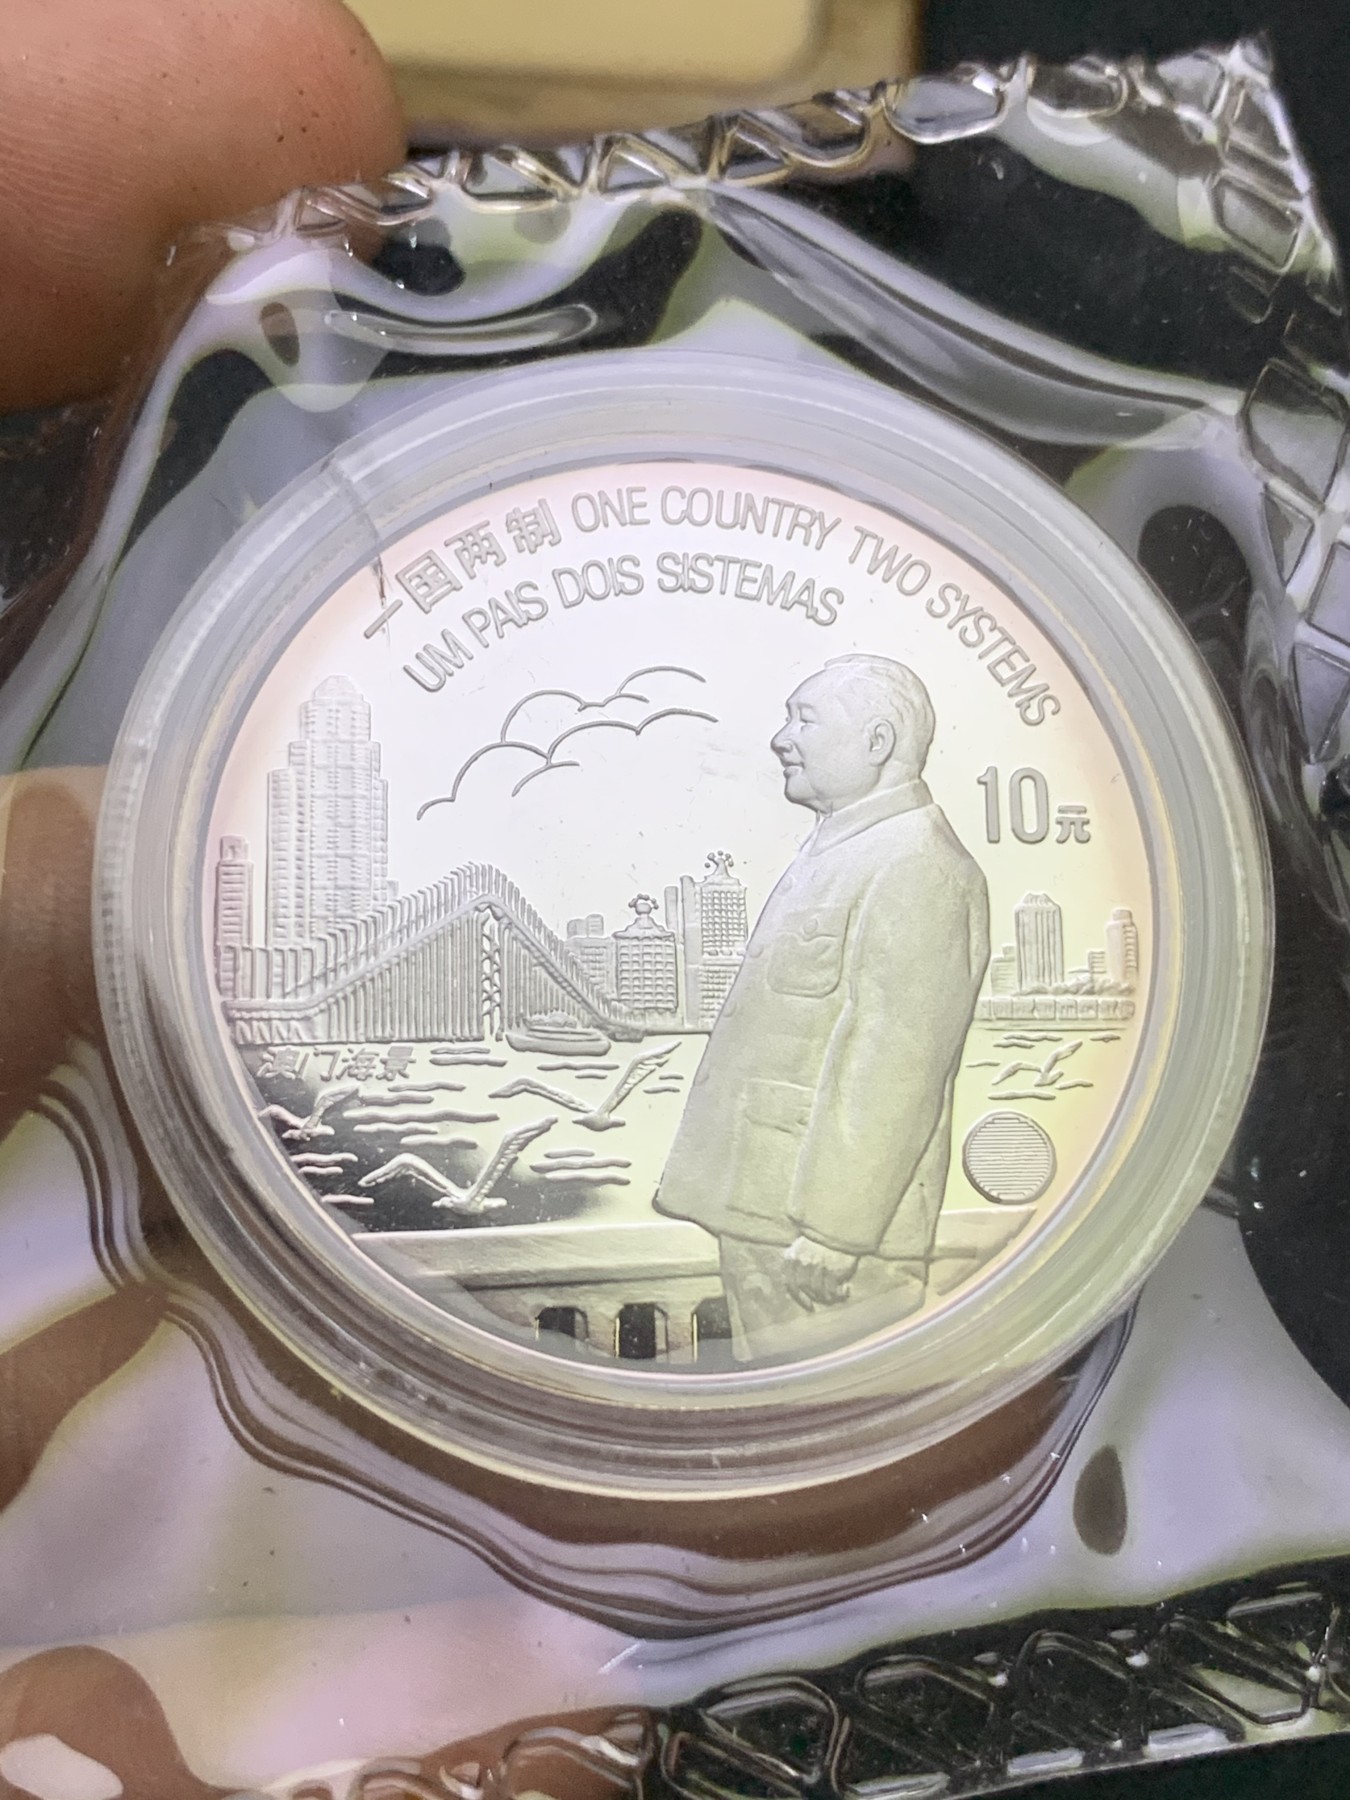 一国两制 ONE COUNTRY TWO SYSTEMS
UM PAIS DOIS SISTEMAS
10元
澳门海景